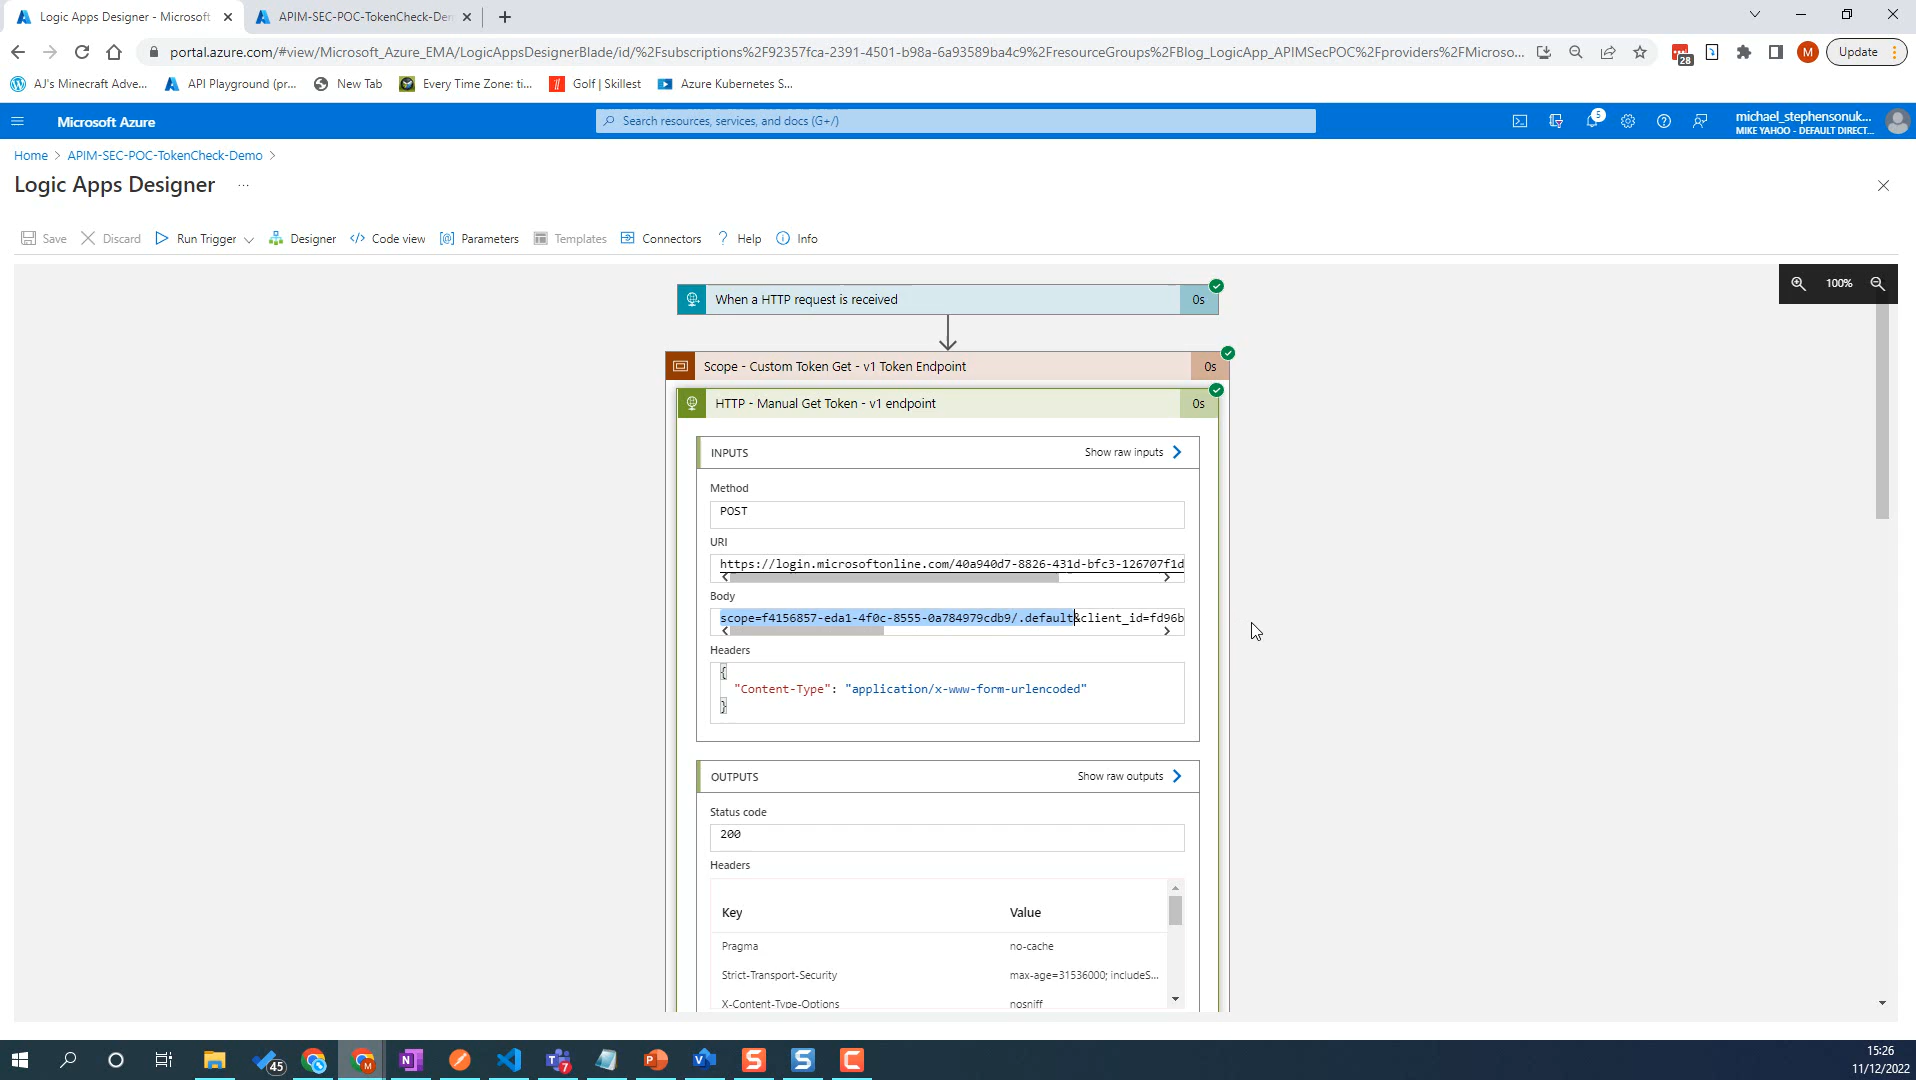 Logic Apps Designer - Microsoft
APIM-SEC-POC-TokenCheck-De
portal.azure.com/#view/Microsoft_Azure_EMA/LogicAppsDesignerBlade/id/%2Fsubscriptions%2F92357fca-2391-4501-b98a-6a93589ba4c9%2FresourceGroups%2FBlog_LogicApp_APIMSecPOC%2Fproviders%2FMicroso...
28
M
Update
AJ's Minecraft Adve...
API Playground (pr...
New Tab
Every Time Zone: ti...
Golf | Skillest
Azure Kubernetes S...
Microsoft Azure
Search resources, services, and docs (G+/)
5
michael_stephensonuk...
MIKE YAHOO - DEFAULT DIRECT...
Home > APIM-SEC-POC-TokenCheck-Demo >
Logic Apps Designer ...
Save
Discard
Run Trigger
Designer
Code view
Parameters
Templates
Connectors
Help
Info
100%
When a HTTP request is received
0s
Scope - Custom Token Get - v1 Token Endpoint
0s
HTTP - Manual Get Token - v1 endpoint
0s
INPUTS
Show raw inputs
Method
POST
URI
https://login.microsoftonline.com/40a940d7-8826-431d-bfc3-126707f1d
Body
scope=f4156857-eda1-4f0c-8555-0a784979cdb9/.default&client_id=fd96b
Headers
{
"Content-Type": "application/x-www-form-urlencoded"
}
OUTPUTS
Show raw outputs
Status code
200
Headers
Key Value
Pragma no-cache
Strict-Transport-Security max-age=31536000; includeS...
X-Content-Type-Options nosniff
45
M
N
T
7
P
V
S
S
C
15:26
11/12/2022